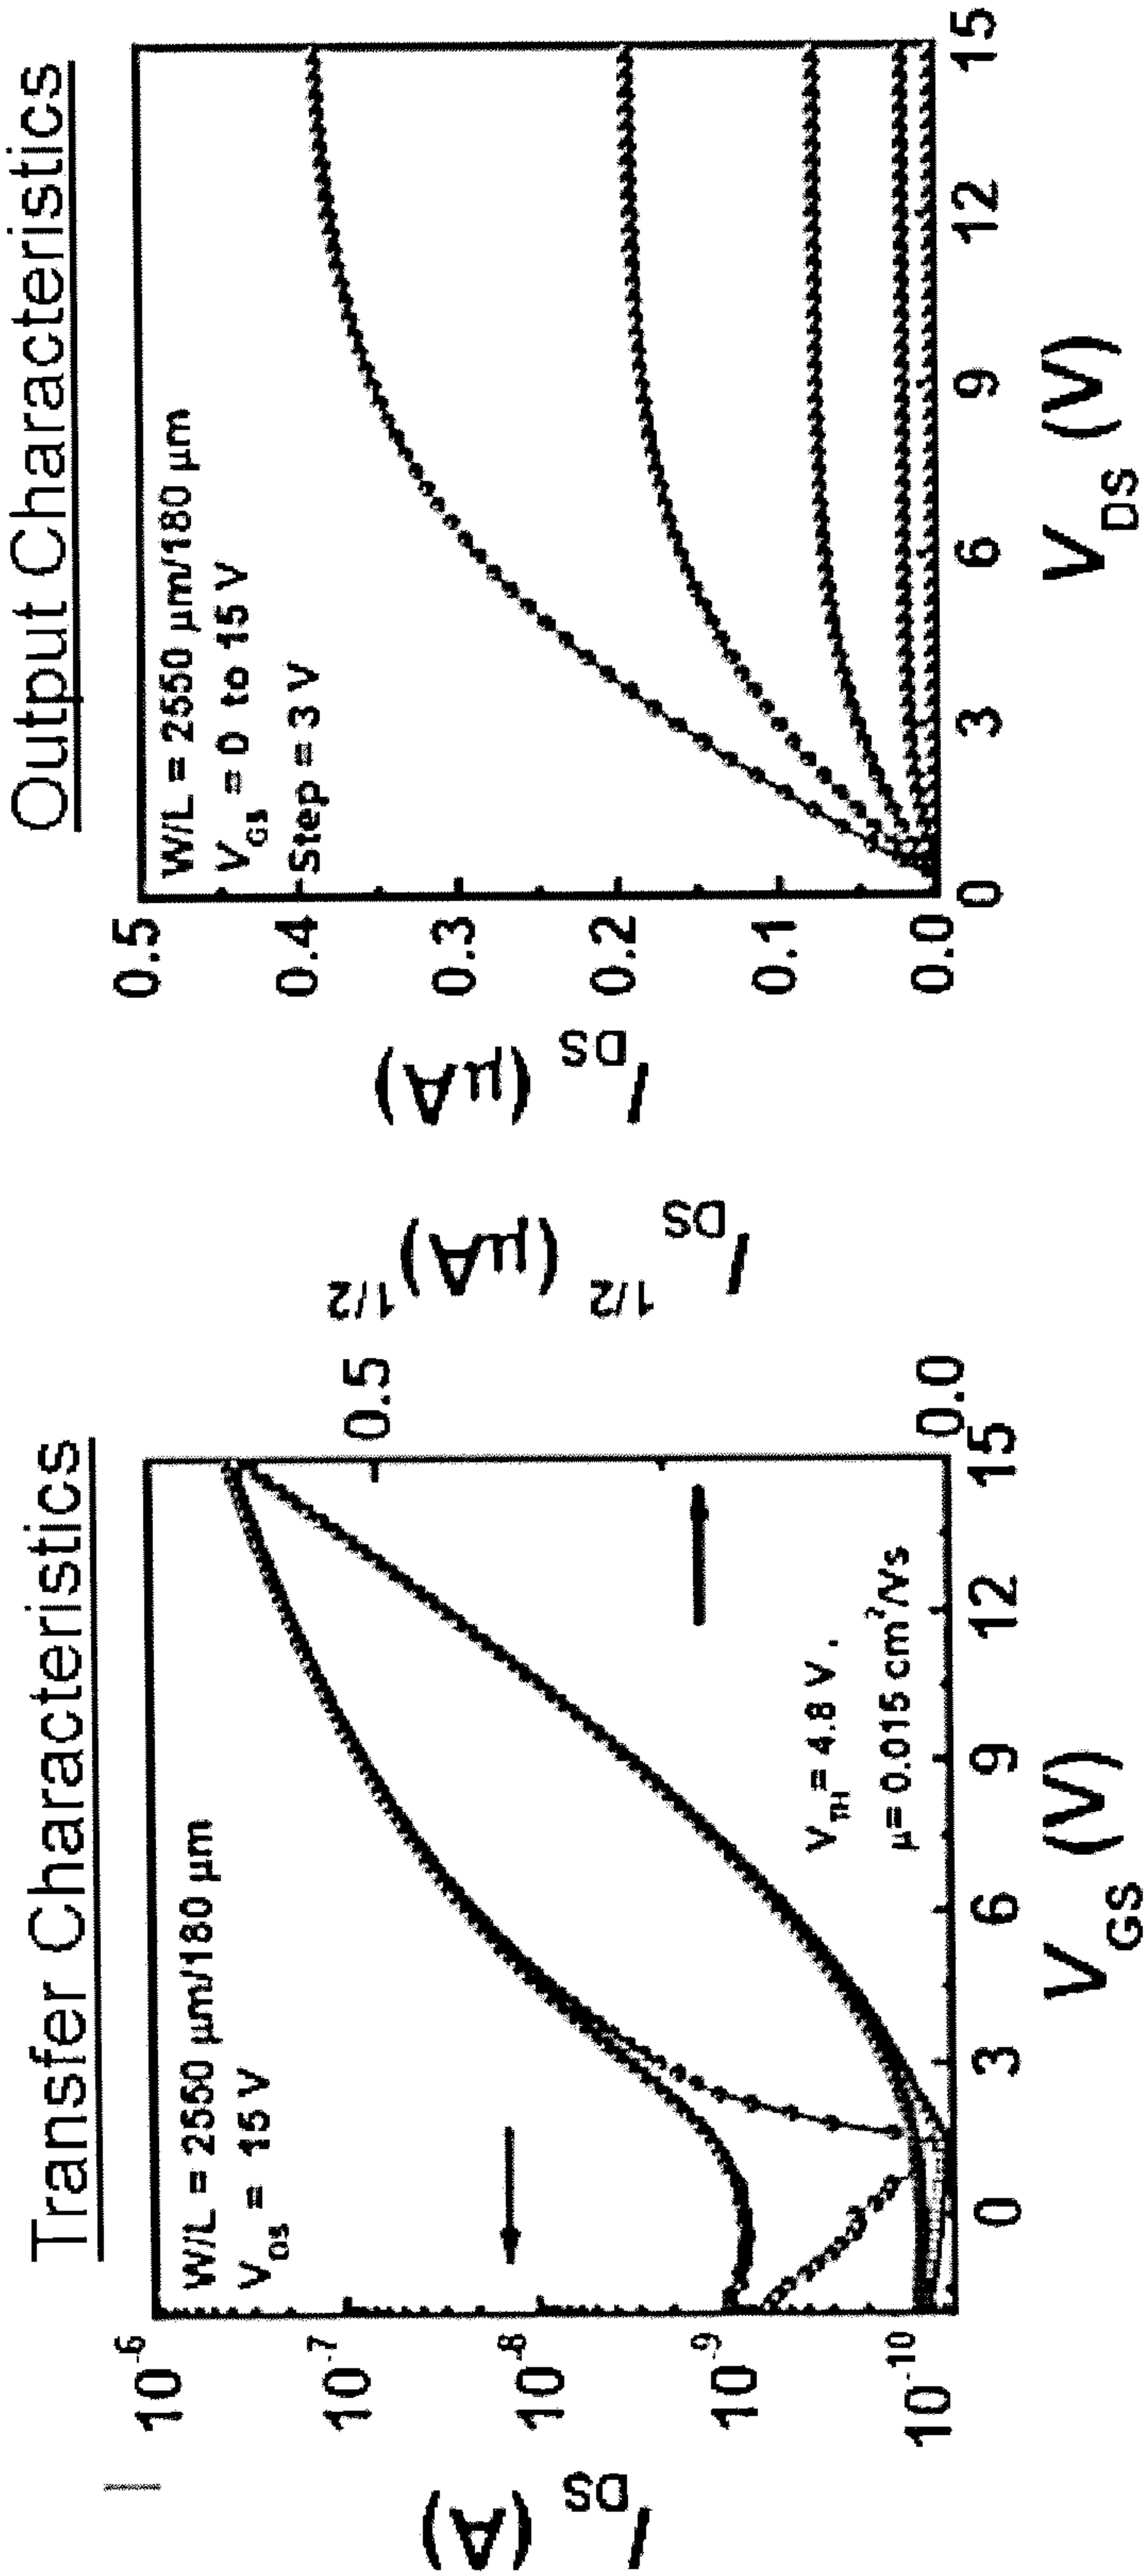 Transfer Characteristics
W/L = 2550 μm/180 μm
V_DS = 15 V
V_TH = 4.8 V .
μ = 0.015 cm²/Vs
10⁻⁶
10⁻⁷
10⁻⁸
10⁻⁹
10⁻¹⁰
I_DS (A)
0.5
0.0
I_DS^1/2 (μA)^1/2
0 3 6 9 12 15
V_GS (V)
Output Characteristics
W/L = 2550 μm/180 μm
V_GS = 0 to 15 V
Step = 3 V
0.5
0.4
0.3
0.2
0.1
0.0
I_DS (μA)
0 3 6 9 12 15
V_DS (V)